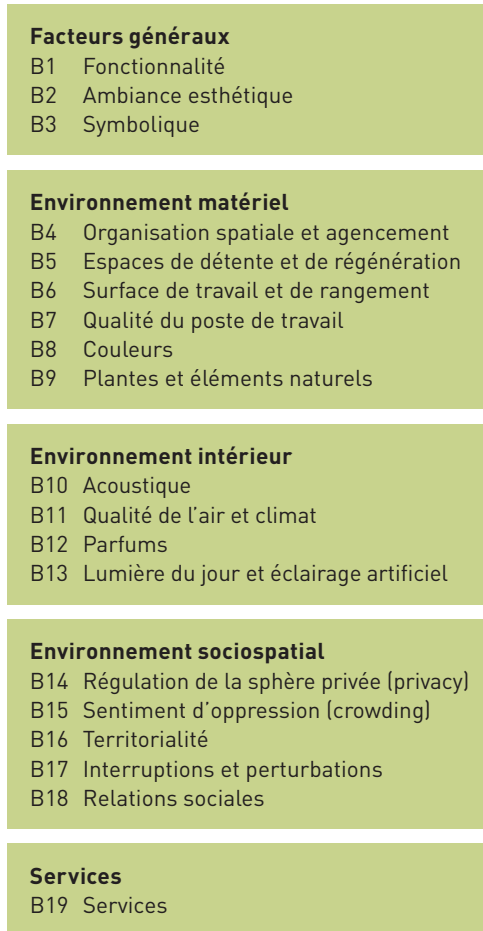 Facteurs généraux
B1 Fonctionnalité
B2 Ambiance esthétique
B3 Symbolique
Environnement matériel
B4 Organisation spatiale et agencement
B5 Espaces de détente et de régénération
B6 Surface de travail et de rangement
B7 Qualité du poste de travail
B8 Couleurs
B9 Plantes et éléments naturels
Environnement intérieur
B10 Acoustique
B11 Qualité de l'air et climat
B12 Parfums
B13 Lumière du jour et éclairage artificiel
Environnement sociospatial
B14 Régulation de la sphère privée (privacy)
B15 Sentiment d'oppression (crowding)
B16 Territorialité
B17 Interruptions et perturbations
B18 Relations sociales
Services
B19 Services